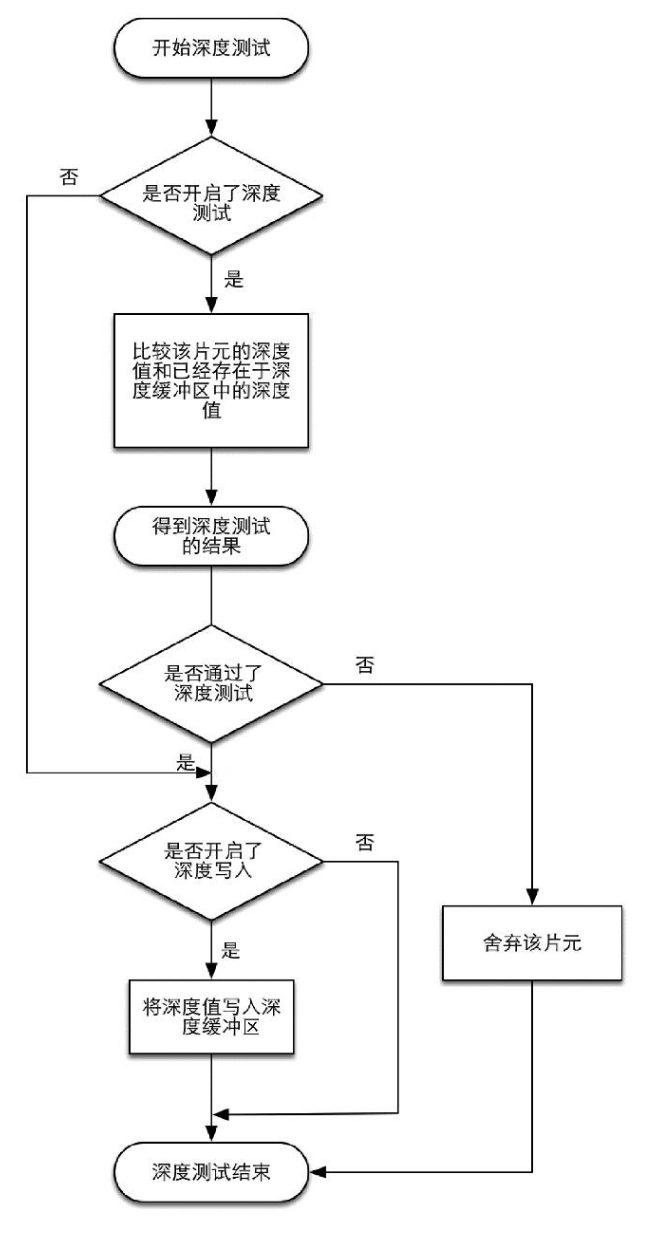 开始深度测试
否
是否开启了深度
测试
是
比较该片元的深度
值和已经存在于深
度缓冲区中的深度
值
得到深度测试
的结果
是否通过了
深度测试
否
是
是否开启了
深度写入
否
舍弃该片元
是
将深度值写入深
度缓冲区
深度测试结束